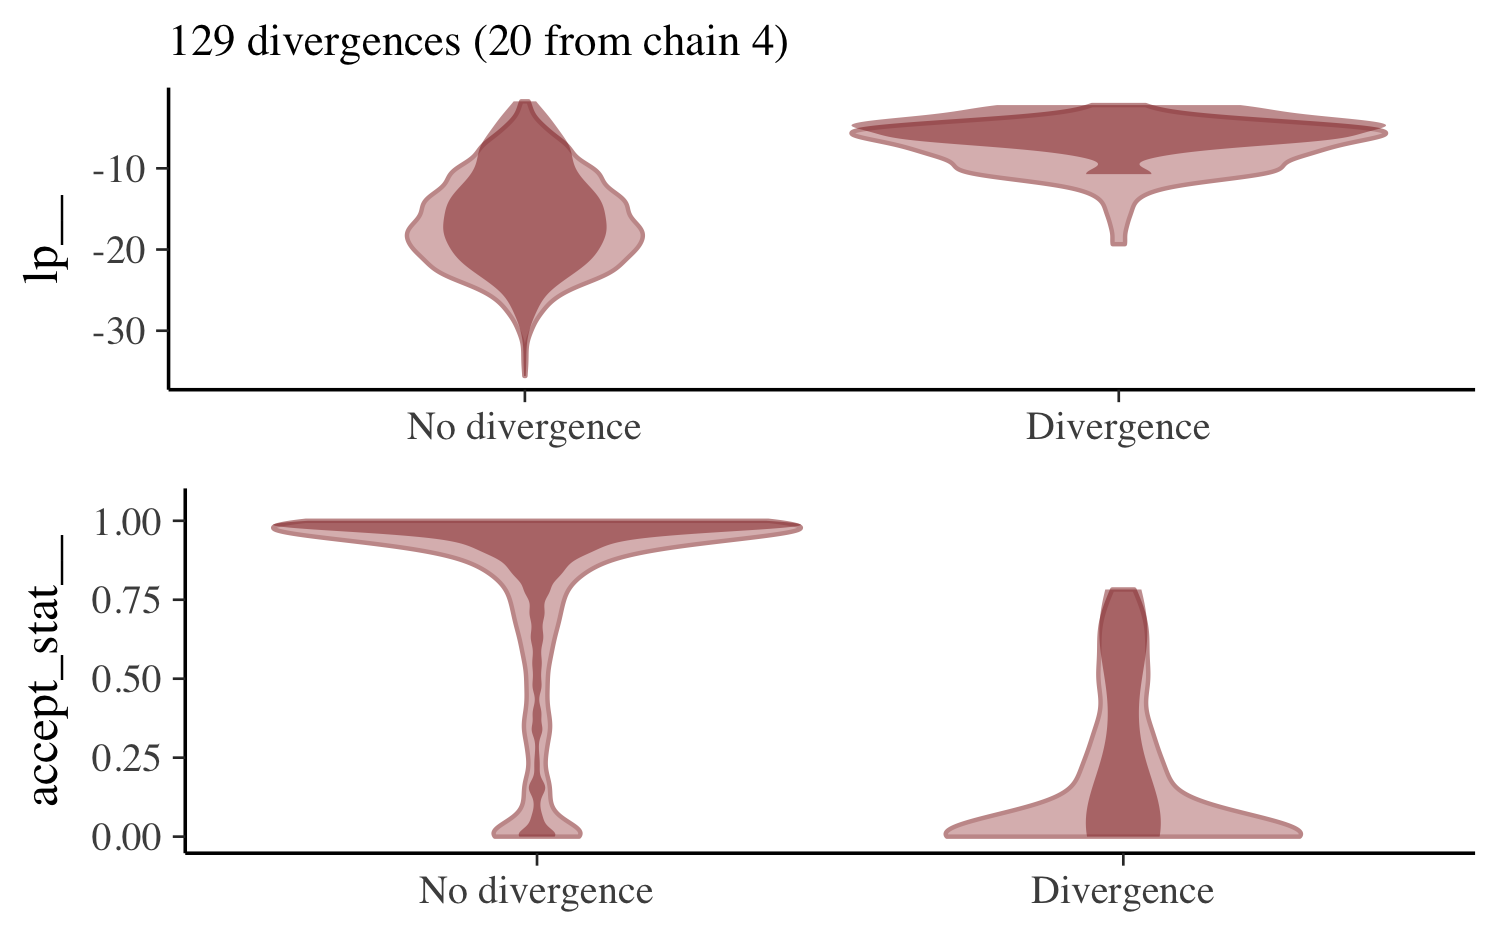 129 divergences (20 from chain 4)
lp__
-10
-20
-30
No divergence
Divergence
accept_stat__
1.00
0.75
0.50
0.25
0.00
No divergence
Divergence